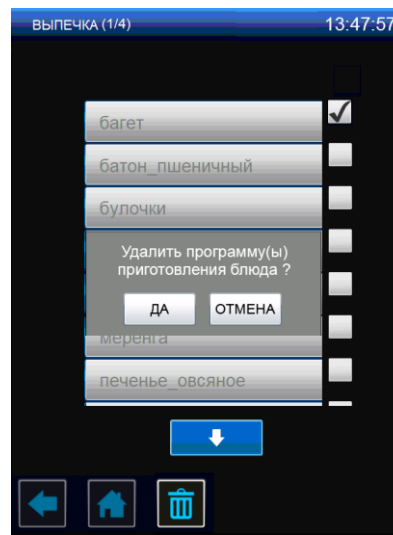 ВЫПЕЧКА (1/4) 13:47:57
багет
батон_пшеничный
булочки
Удалить программу(ы)
приготовления блюда ?
ДА ОТМЕНА
меренга
печенье_овсяное